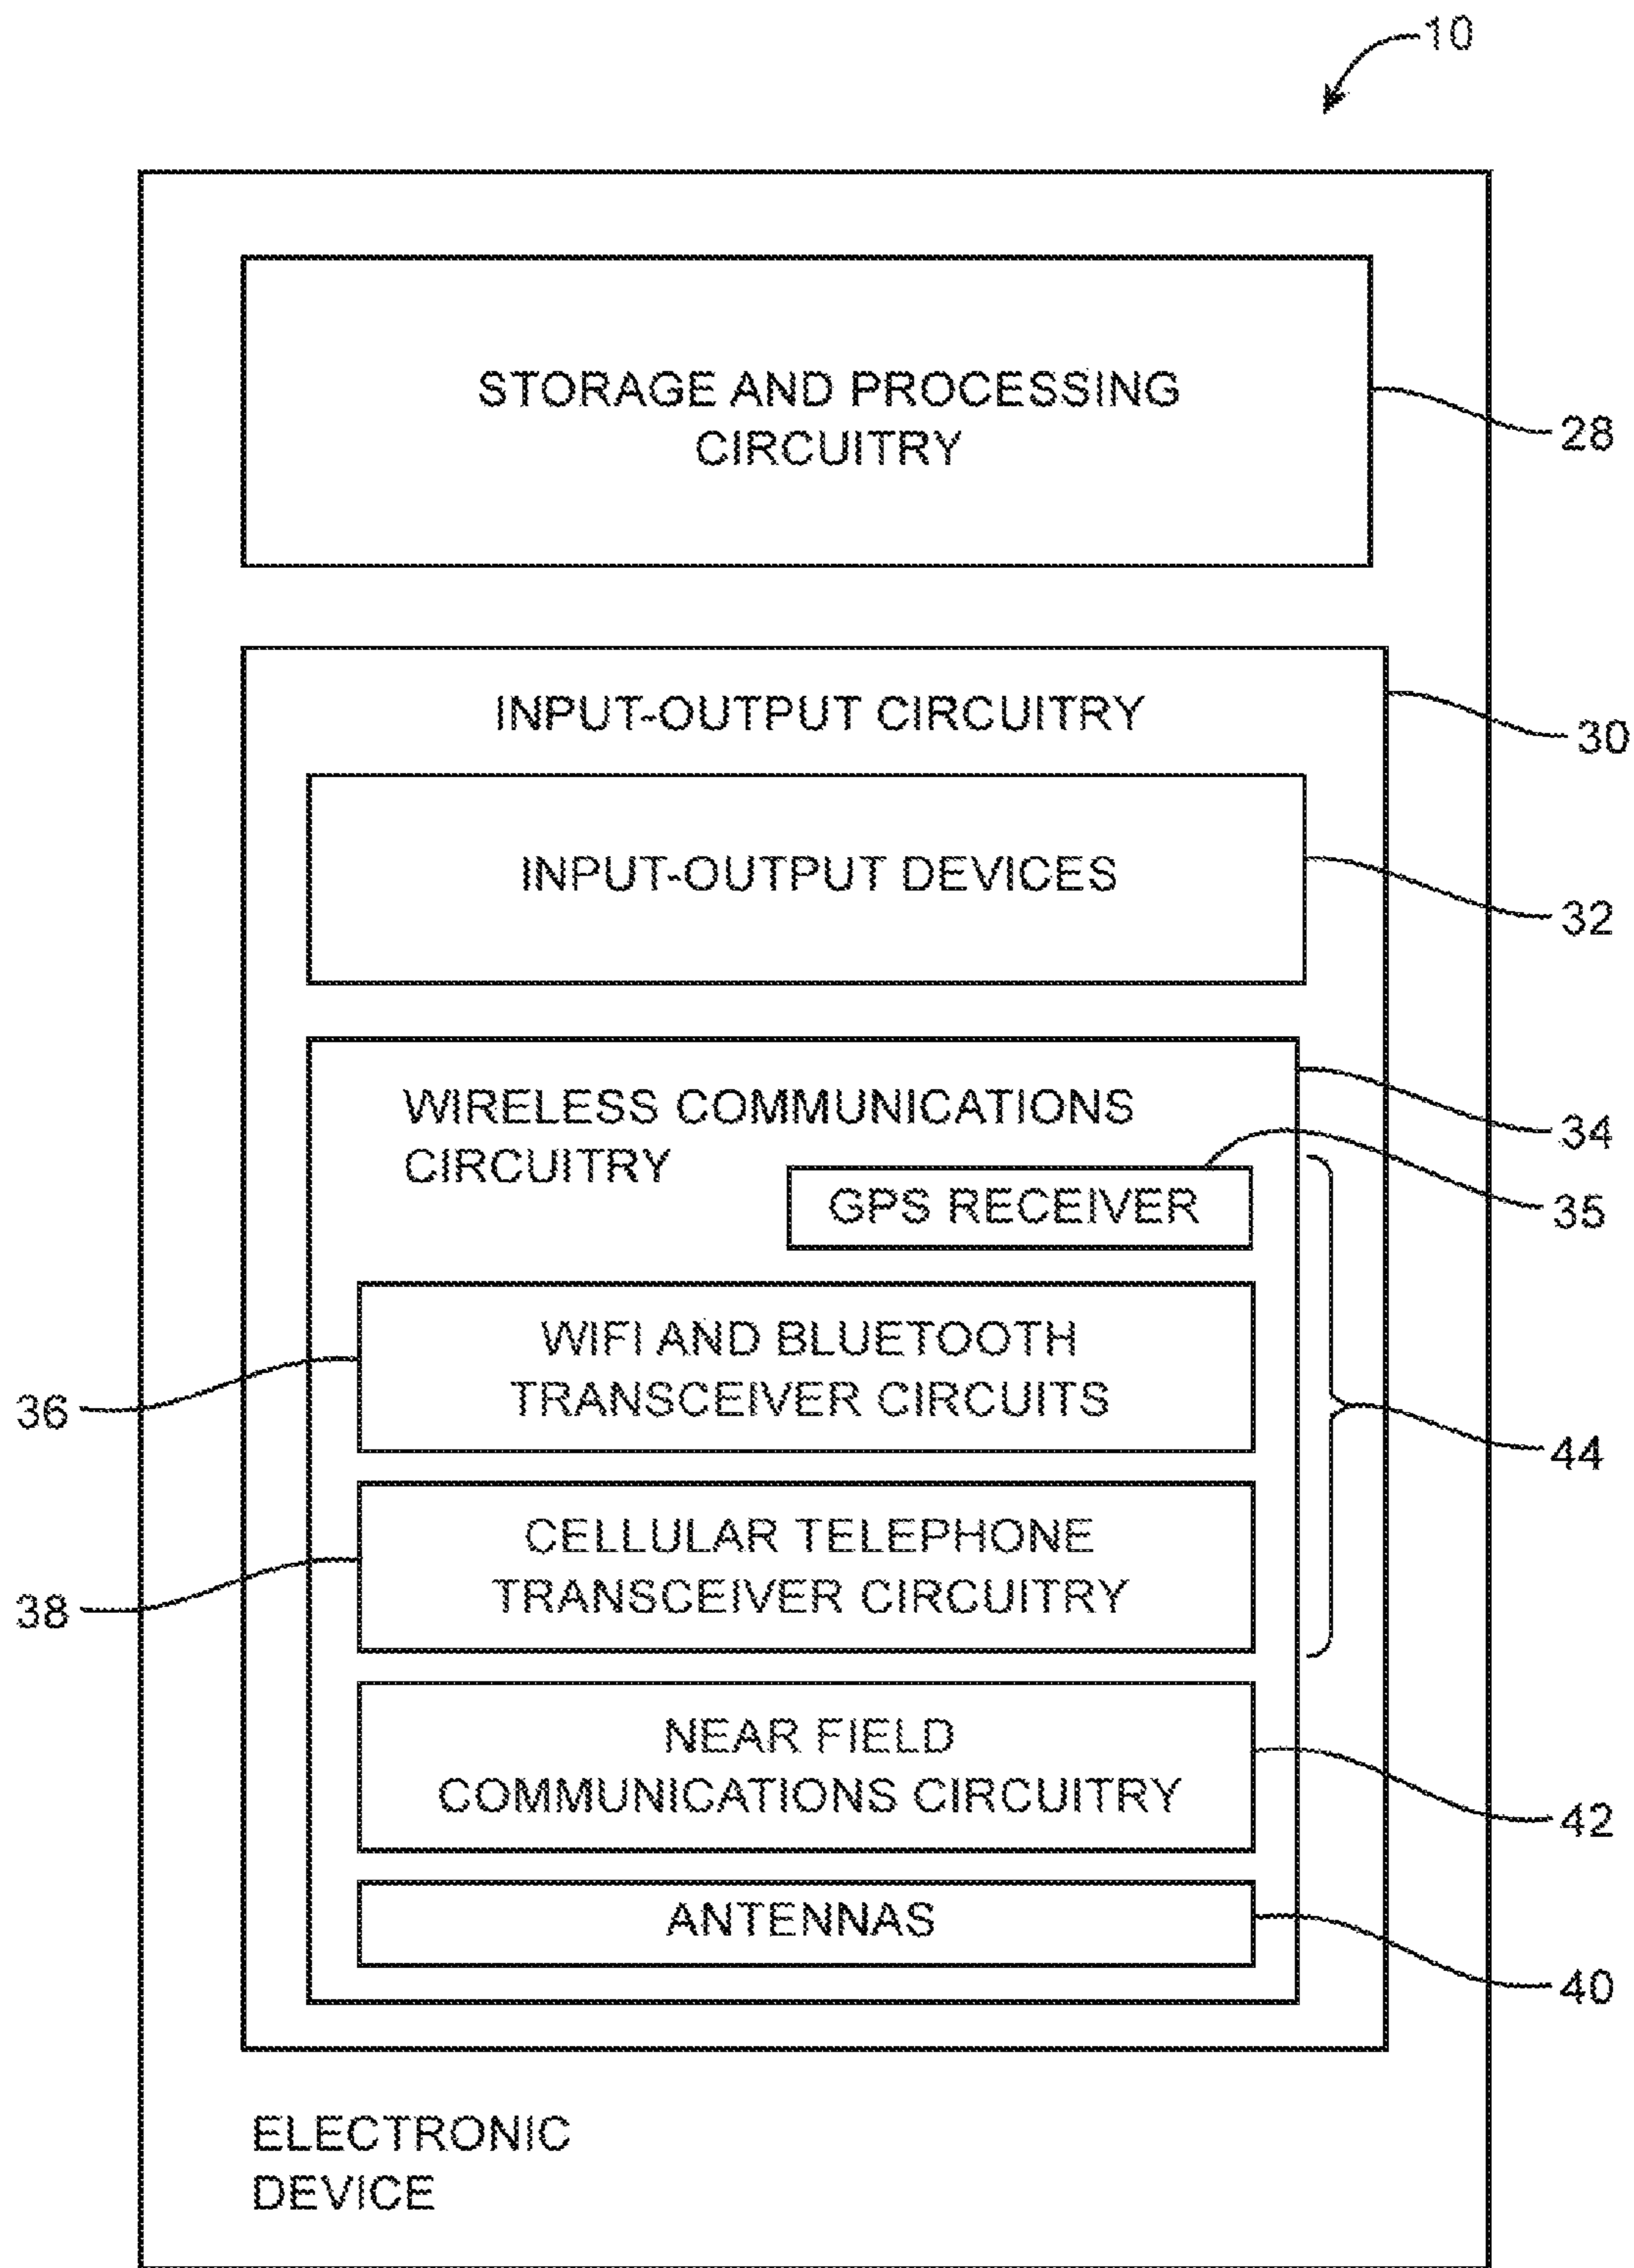 10
STORAGE AND PROCESSING
CIRCUITRY
28
INPUT-OUTPUT CIRCUITRY
30
INPUT-OUTPUT DEVICES
32
WIRELESS COMMUNICATIONS
CIRCUITRY
34
GPS RECEIVER
35
WIFI AND BLUETOOTH
TRANSCEIVER CIRCUITS
36
44
CELLULAR TELEPHONE
TRANSCEIVER CIRCUITRY
38
NEAR FIELD
COMMUNICATIONS CIRCUITRY
42
ANTENNAS
40
ELECTRONIC
DEVICE